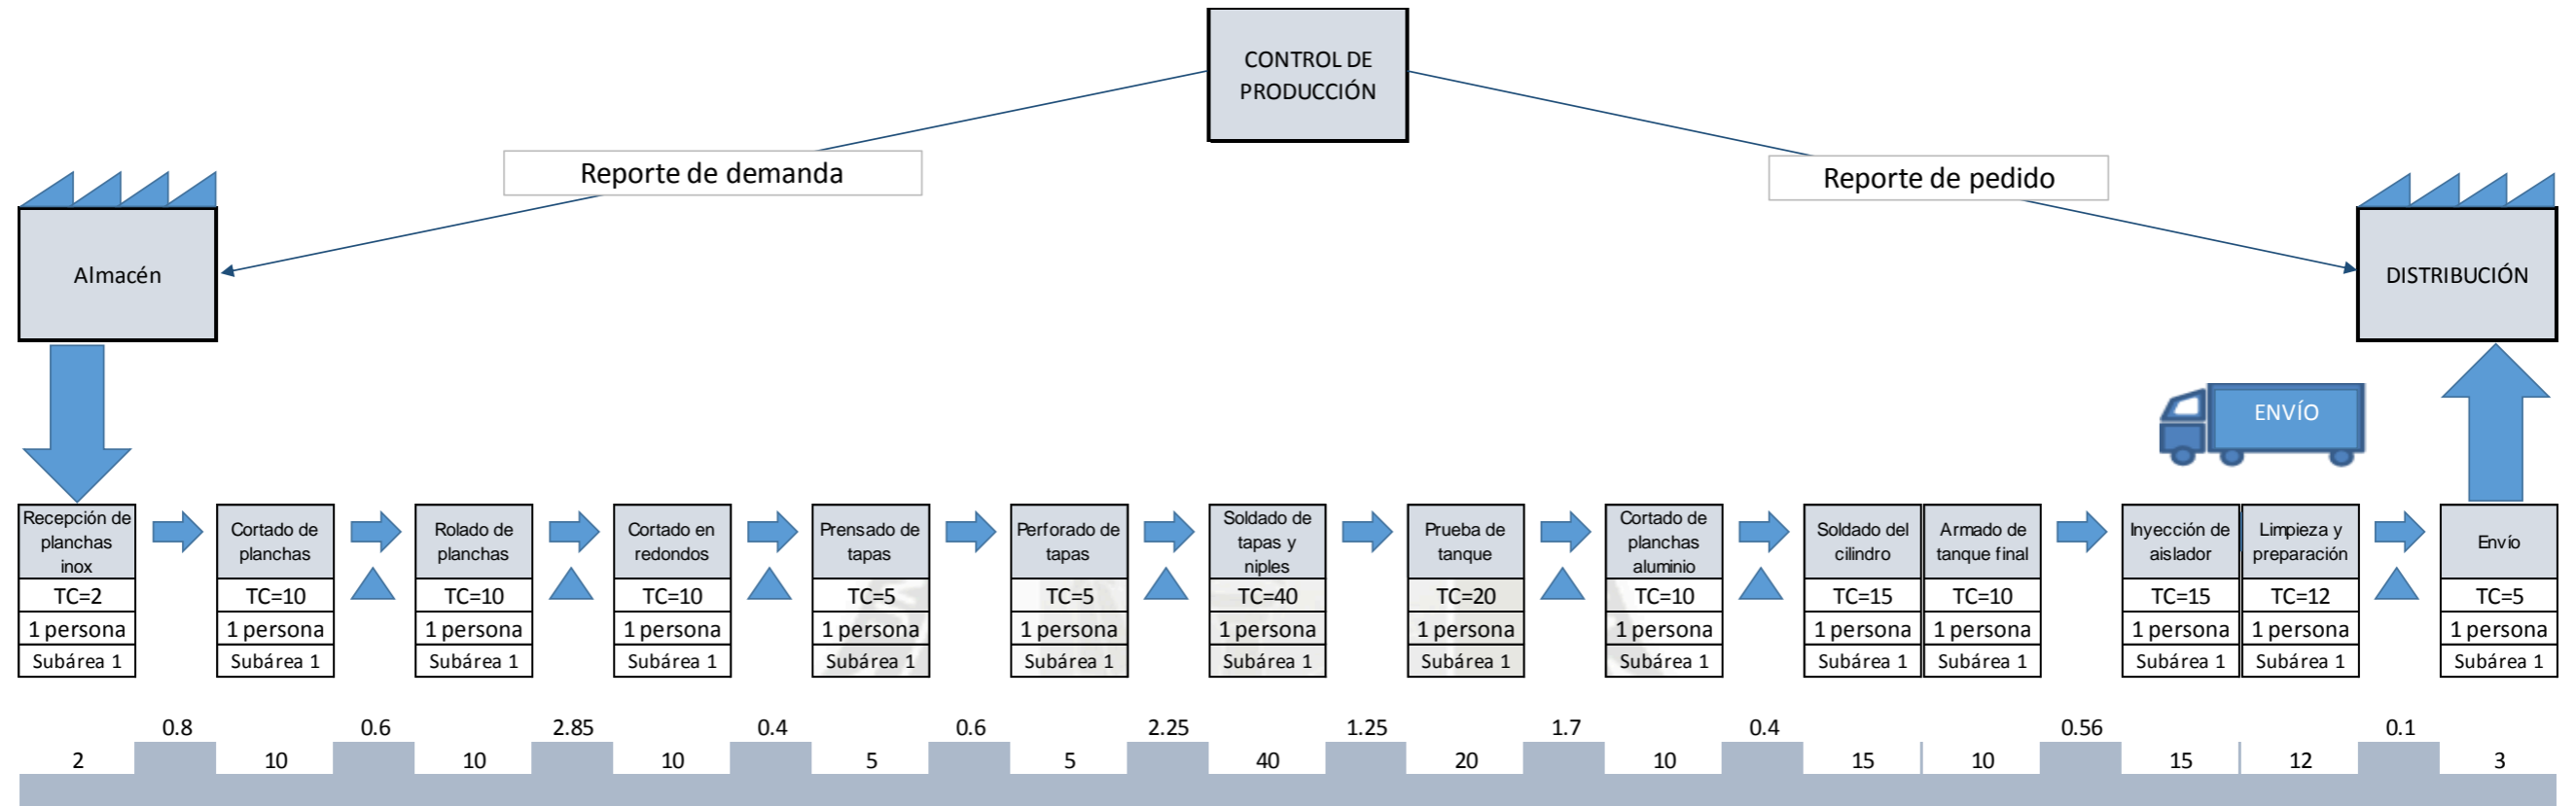 CONTROL DE
PRODUCCIÓN
Reporte de demanda
Reporte de pedido
Almacén
DISTRIBUCIÓN
ENVÍO
Recepción de
planchas
inox
TC=2
1 persona
Subárea 1
Cortado de
planchas
TC=10
1 persona
Subárea 1
Rolado de
planchas
TC=10
1 persona
Subárea 1
Cortado en
redondos
TC=10
1 persona
Subárea 1
Prensado de
tapas
TC=5
1 persona
Subárea 1
Perforado de
tapas
TC=5
1 persona
Subárea 1
Soldado de
tapas y
niples
TC=40
1 persona
Subárea 1
Prueba de
tanque
TC=20
1 persona
Subárea 1
Cortado de
planchas
aluminio
TC=10
1 persona
Subárea 1
Soldado del
cilindro
TC=15
1 persona
Subárea 1
Armado de
tanque final
TC=10
1 persona
Subárea 1
Inyección de
aislador
TC=15
1 persona
Subárea 1
Limpieza y
preparación
TC=12
1 persona
Subárea 1
Envío
TC=5
1 persona
Subárea 1
0.8 0.6 2.85 0.4 0.6 2.25 1.25 1.7 0.4 0.56 0.1
2 10 10 10 5 5 40 20 10 15 10 15 12 3